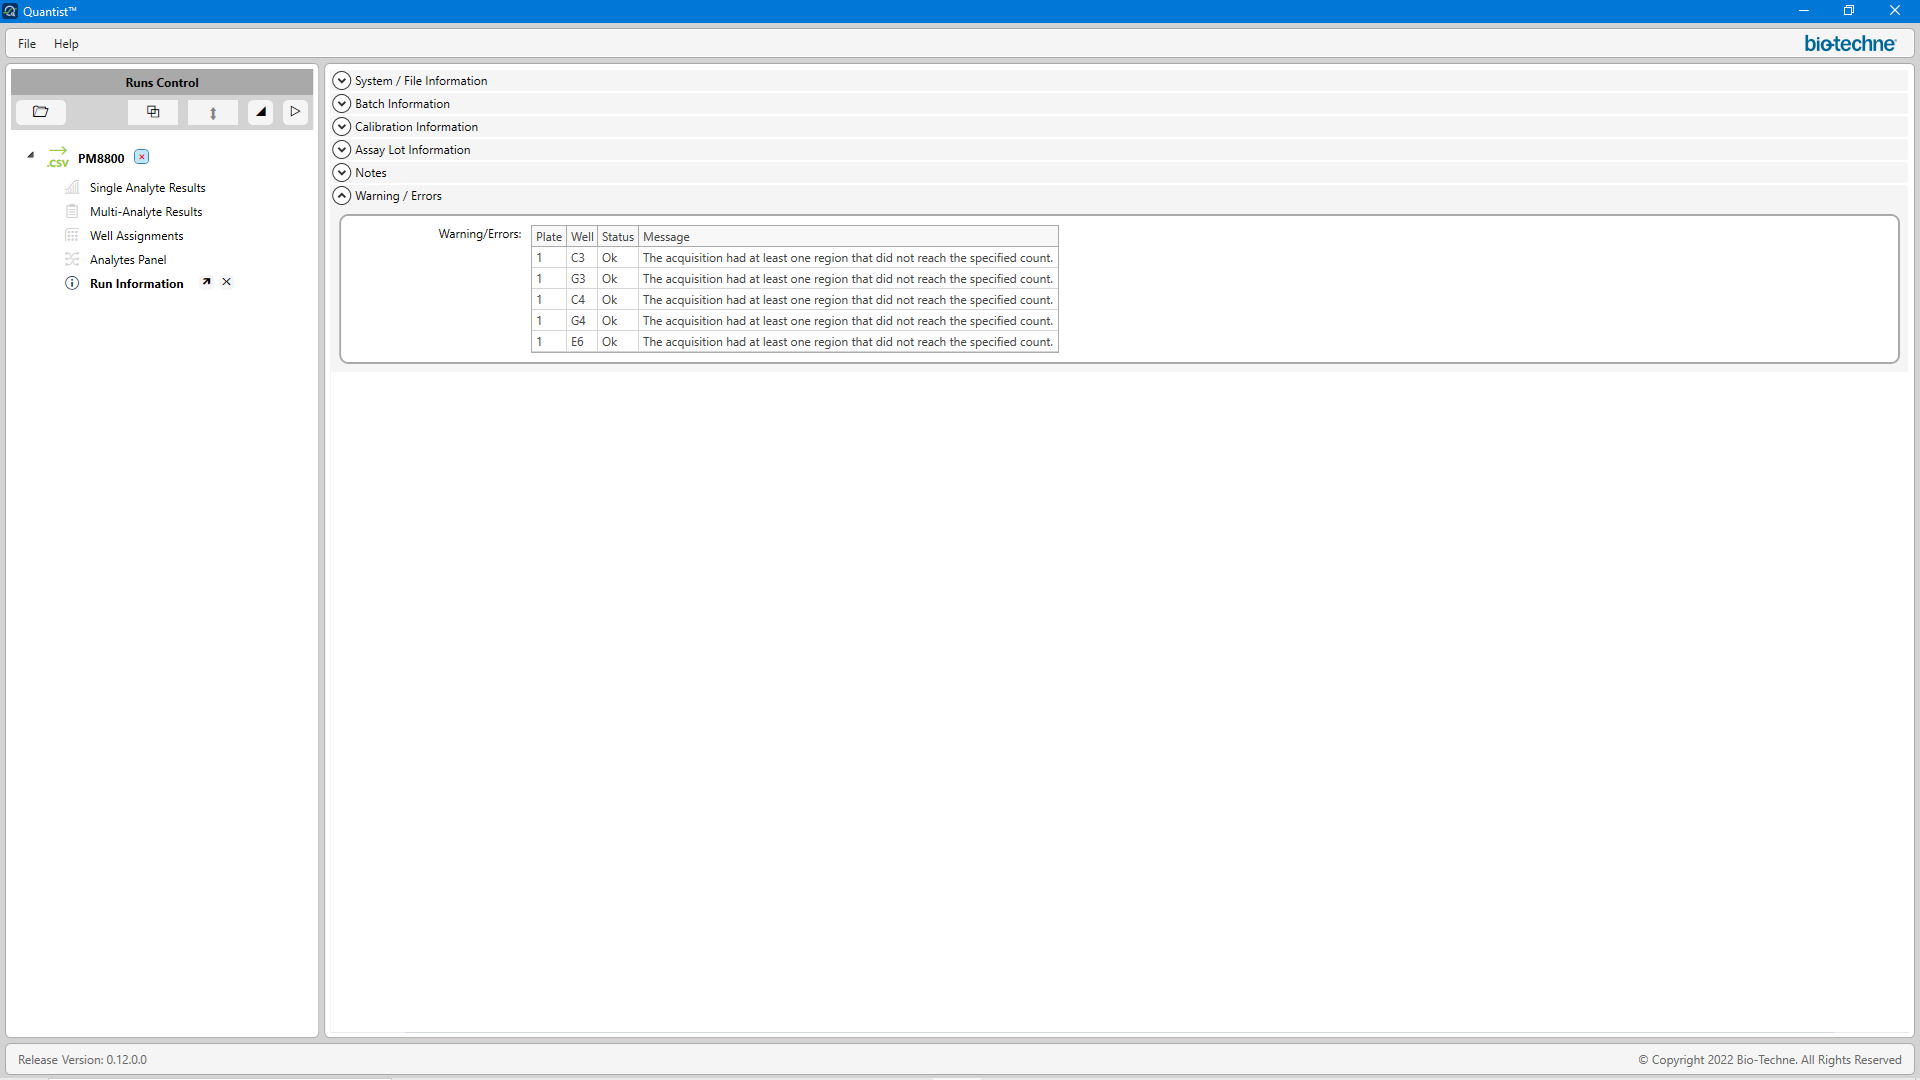 Quantist™
File Help
bio-techne
Runs Control
.CSV PM8800
Single Analyte Results
Multi-Analyte Results
Well Assignments
Analytes Panel
Run Information
System / File Information
Batch Information
Calibration Information
Assay Lot Information
Notes
Warning / Errors
Warning/Errors:
Plate Well Status Message
1 C3 Ok The acquisition had at least one region that did not reach the specified count.
1 G3 Ok The acquisition had at least one region that did not reach the specified count.
1 C4 Ok The acquisition had at least one region that did not reach the specified count.
1 G4 Ok The acquisition had at least one region that did not reach the specified count.
1 E6 Ok The acquisition had at least one region that did not reach the specified count.
Release Version: 0.12.0.0
© Copyright 2022 Bio-Techne. All Rights Reserved